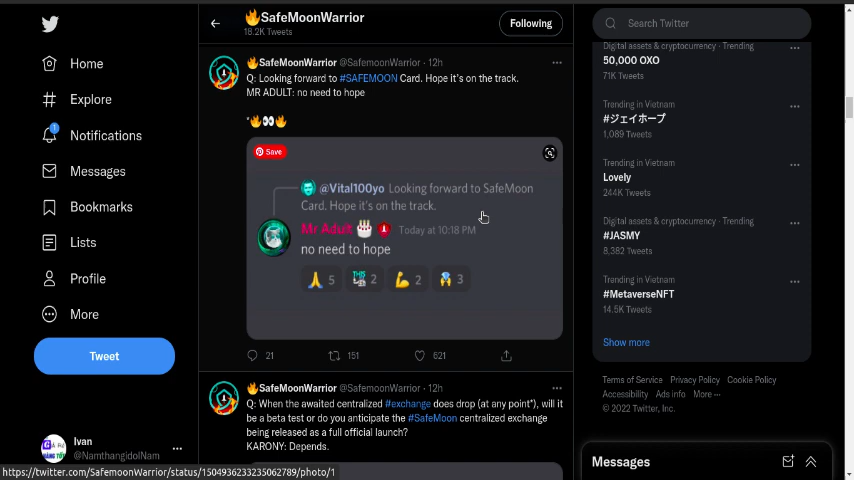 Home
Explore
1
Notifications
Messages
Bookmarks
Lists
Profile
More
Tweet
Ivan
@NamthangidolNam
SafeMoonWarrior
18.2K Tweets
Following
SafeMoonWarrior @SafemoonWarrior · 12h
Q: Looking forward to #SAFEMOON Card. Hope it's on the track.
MR ADULT: no need to hope
"🔥👀🔥
Save
@Vital100yo Looking forward to SafeMoon
Card. Hope it's on the track.
Mr Adult Today at 10:18 PM
no need to hope
5 THIS 2 2 3
21 151 621
SafeMoonWarrior @SafemoonWarrior · 12h
Q: When the awaited centralized #exchange does drop (at any point*), will it
be a beta test or do you anticipate the #SafeMoon centralized exchange
being released as a full official launch?
KARONY: Depends.
Search Twitter
Digital assets & cryptocurrency · Trending
50,000 OXO
71K Tweets
Trending in Vietnam
#ジェイホープ
1,089 Tweets
Trending in Vietnam
Lovely
244K Tweets
Digital assets & cryptocurrency · Trending
#JASMY
8,382 Tweets
Trending in Vietnam
#MetaverseNFT
14.5K Tweets
Show more
Terms of Service Privacy Policy Cookie Policy
Accessibility Ads info More ···
© 2022 Twitter, Inc.
Messages
https://twitter.com/SafemoonWarrior/status/1504936233235062789/photo/1